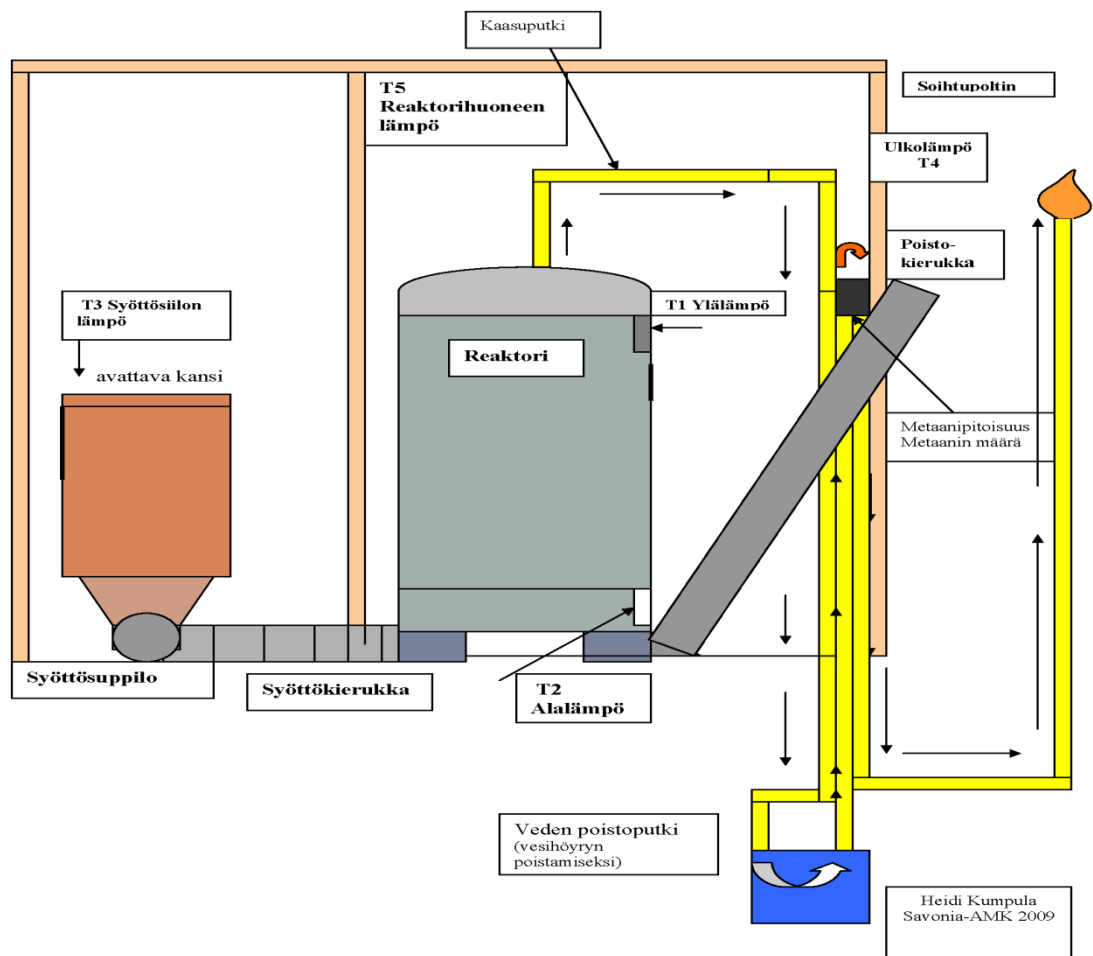 Kaasuputki
T5
Reaktorihuoneen
lämpö
Soihtupoltin
Ulkolämpö
T4
Poisto-
kierukka
T3 Syöttösiilon
lämpö
avattava kansi
T1 Ylälämpö
Reaktori
Metaanipitoisuus
Metaanin määrä
Syöttösuppilo
Syöttökierukka
T2
Alalämpö
Veden poistoputki
(vesihöyryn
poistamiseksi)
Heidi Kumpula
Savonia-AMK 2009